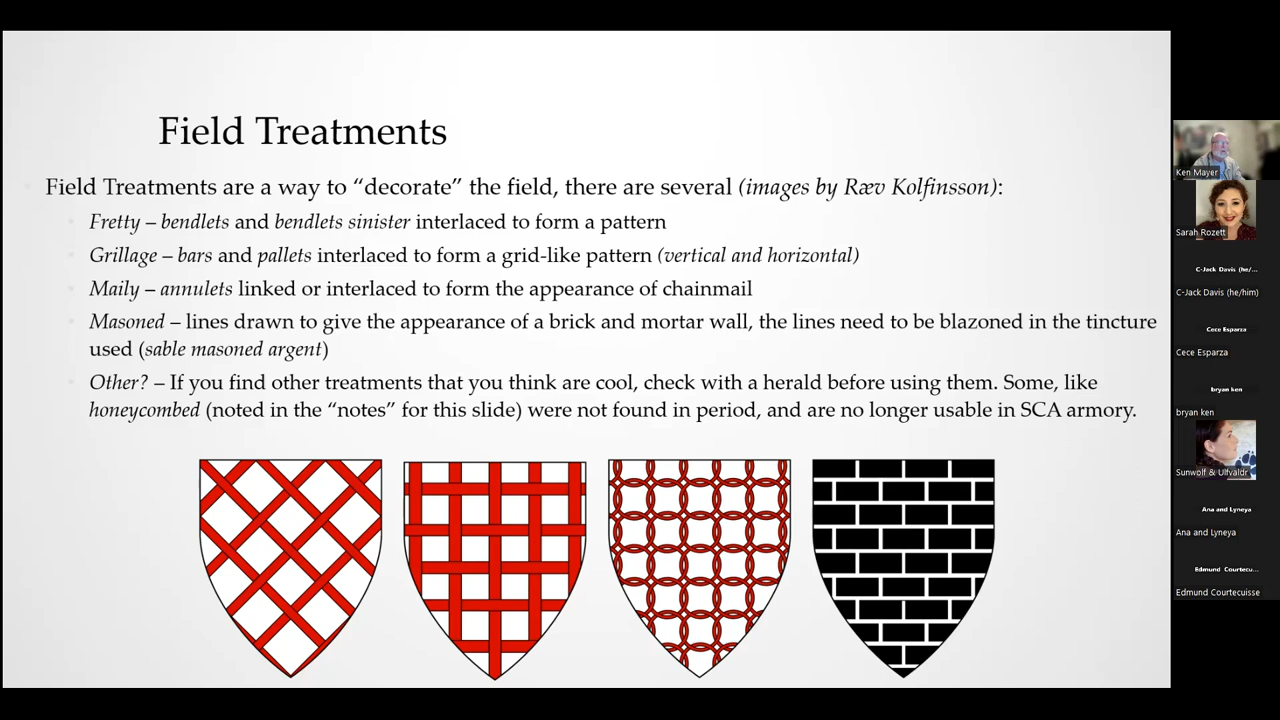 Field Treatments
Field Treatments are a way to “decorate” the field, there are several (images by Ræv Kolfinsson):
Fretty – bendlets and bendlets sinister interlaced to form a pattern
Grillage – bars and pallets interlaced to form a grid-like pattern (vertical and horizontal)
Maily – annulets linked or interlaced to form the appearance of chainmail
Masoned – lines drawn to give the appearance of a brick and mortar wall, the lines need to be blazoned in the tincture
used (sable masoned argent)
Other? – If you find other treatments that you think are cool, check with a herald before using them. Some, like
honeycombed (noted in the “notes” for this slide) were not found in period, and are no longer usable in SCA armory.
Ken Mayer
Sarah Rozett
C-Jack Davis (he/...
C-Jack Davis (he/him)
Cece Esparza
Cece Esparza
bryan ken
bryan ken
Sunwolf & Ulfvaldr
Ana and Lyneya
Ana and Lyneya
Edmund Courtecu...
Edmund Courtecuisse